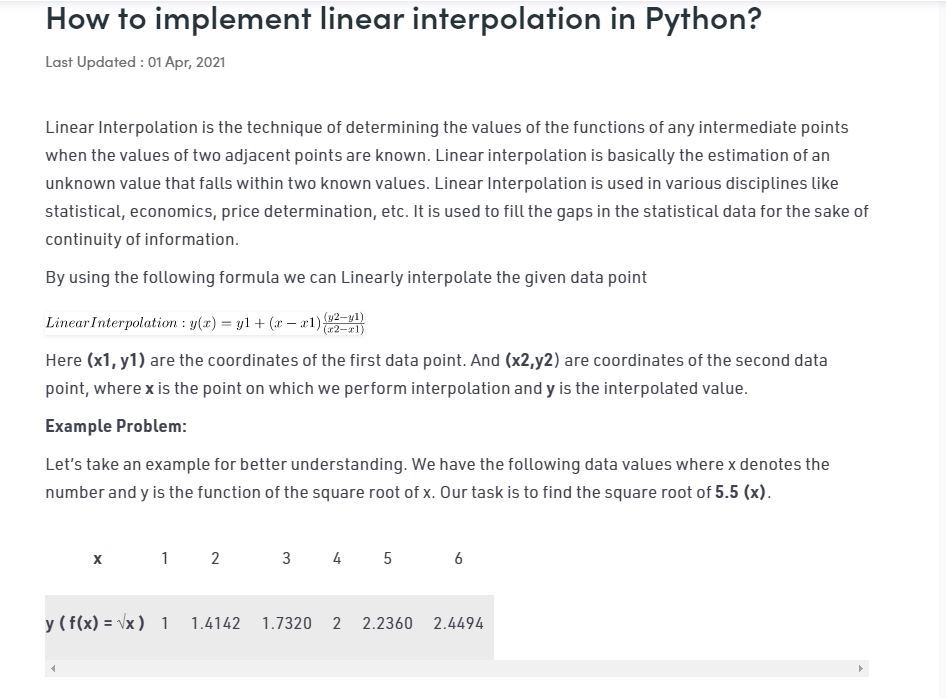 How to implement linear interpolation in Python?
Last Updated : 01 Apr, 2021
Linear Interpolation is the technique of determining the values of the functions of any intermediate points
when the values of two adjacent points are known. Linear interpolation is basically the estimation of an
unknown value that falls within two known values. Linear Interpolation is used in various disciplines like
statistical, economics, price determination, etc. It is used to fill the gaps in the statistical data for the sake of
continuity of information.
By using the following formula we can Linearly interpolate the given data point
LinearInterpolation : y(x) = y1 + (x − x1) (y2−y1)/(x2−x1)
Here (x1, y1) are the coordinates of the first data point. And (x2,y2) are coordinates of the second data
point, where x is the point on which we perform interpolation and y is the interpolated value.
Example Problem:
Let's take an example for better understanding. We have the following data values where x denotes the
number and y is the function of the square root of x. Our task is to find the square root of 5.5 (x).
x 1 2 3 4 5 6
y ( f(x) = √x ) 1 1.4142 1.7320 2 2.2360 2.4494